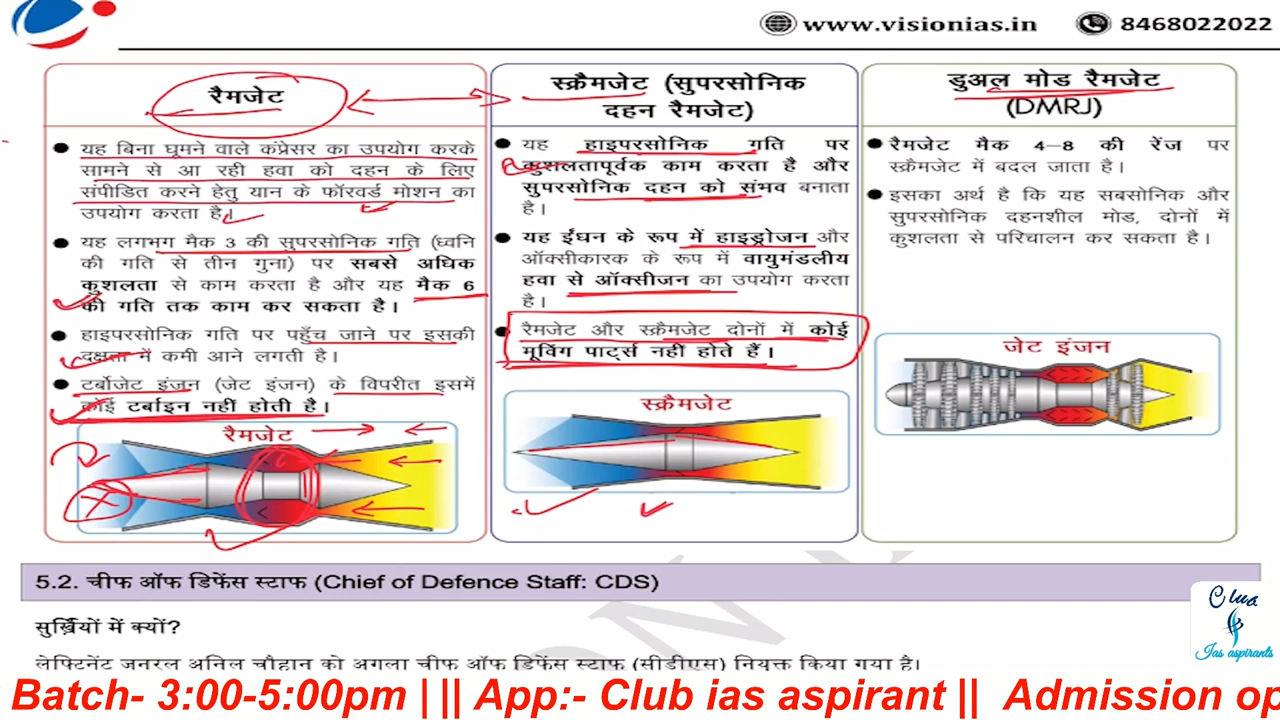 www.visionias.in 8468022022
रैमजेट
यह बिना घूमने वाले कंप्रेसर का उपयोग करके
सामने से आ रही हवा को दहन के लिए
संपीडित करने हेतु यान के फॉरवर्ड मोशन का
उपयोग करता है।
यह लगभग मैक 3 की सुपरसोनिक गति (ध्वनि
की गति से तीन गुना) पर सबसे अधिक
कुशलता से काम करता है और यह मैक 6
की गति तक काम कर सकता है।
हाइपरसोनिक गति पर पहुँच जाने पर इसकी
दक्षता में कमी आने लगती है।
टर्बोजेट इंजन (जेट इंजन) के विपरीत इसमें
कोई टर्बाइन नहीं होती है।
रैमजेट
स्क्रैमजेट (सुपरसोनिक
दहन रैमजेट)
यह हाइपरसोनिक गति पर
कुशलतापूर्वक काम करता है और
सुपरसोनिक दहन को संभव बनाता
है।
यह ईंधन के रूप में हाइड्रोजन और
ऑक्सीकारक के रूप में वायुमंडलीय
हवा से ऑक्सीजन का उपयोग करता
है।
रैमजेट और स्क्रैमजेट दोनों में कोई
मूविंग पार्ट्स नहीं होते हैं।
स्क्रैमजेट
डुअल मोड रैमजेट
(DMRJ)
रैमजेट मैक 4–8 की रेंज पर
स्क्रैमजेट में बदल जाता है।
इसका अर्थ है कि यह सबसोनिक और
सुपरसोनिक दहनशील मोड, दोनों में
कुशलता से परिचालन कर सकता है।
जेट इंजन
5.2. चीफ ऑफ डिफेंस स्टाफ (Chief of Defence Staff: CDS)
सुर्ख़ियों में क्यों?
लेफ्टिनेंट जनरल अनिल चौहान को अगला चीफ ऑफ डिफेंस स्टाफ (सीडीएस) नियुक्त किया गया है।
Club
Ias aspirants
Batch- 3:00-5:00pm | || App:- Club ias aspirant || Admission op